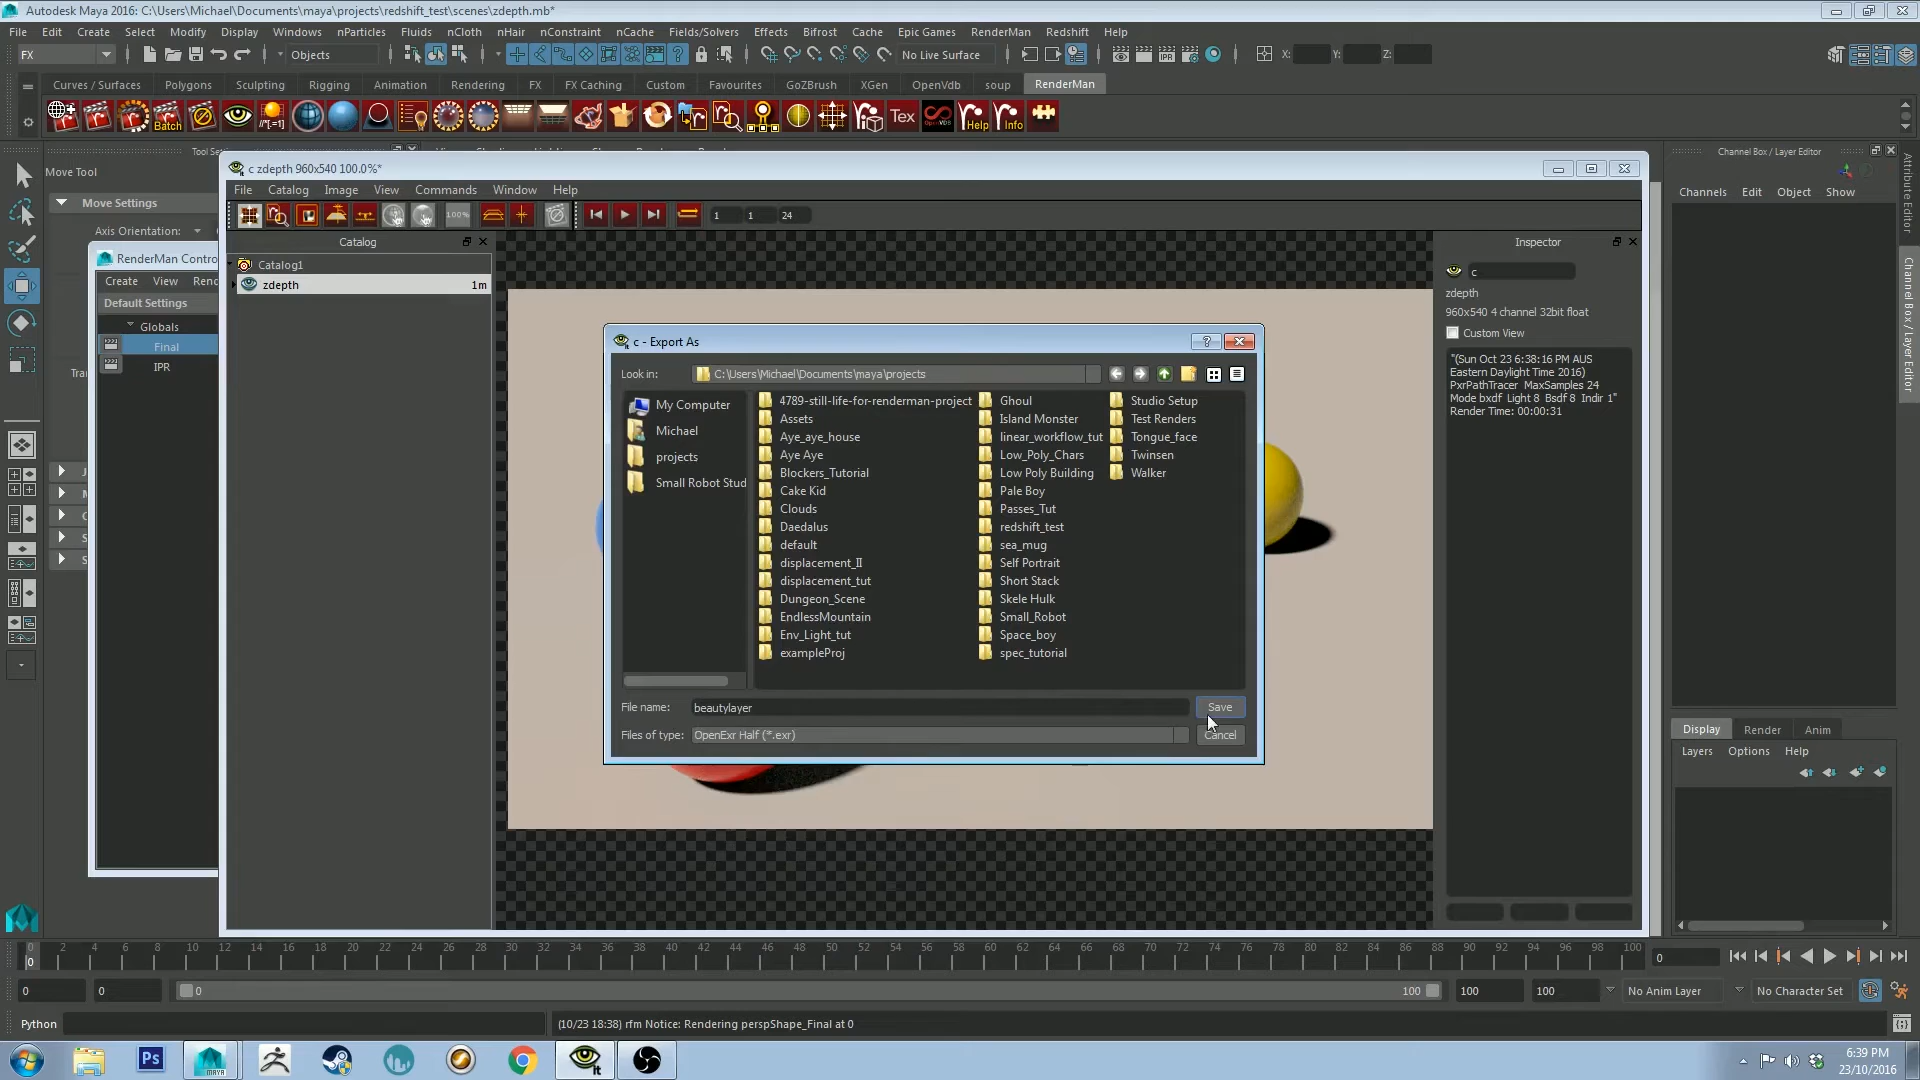 Autodesk Maya 2016: C:\Users\Michael\Documents\maya\projects\redshift_test\scenes\zdepth.mb*
File Edit Create Select Modify Display Windows nParticles Fluids nCloth nHair nConstraint nCache Fields/Solvers Effects Bifrost Cache Epic Games RenderMan Redshift Help
FX Objects No Live Surface X: Y: Z:
Curves / Surfaces Polygons Sculpting Rigging Animation Rendering FX FX Caching Custom Favourites GoZBrush XGen OpenVdb soup RenderMan
Batch //*[.=1] Tex Help Info
Tool Set
Channel Box / Layer Editor
Move Tool
c zdepth 960x540 100.0%*
File Catalog Image View Commands Window Help
Channels Edit Object Show
Move Settings
100% 1 1 24
Axis Orientation:
Catalog
Inspector
RenderMan Contro
Catalog1
c
Create View Rend
zdepth 1m
zdepth
Default Settings
960x540 4 channel 32bit float
Globals
Custom View
Final
IPR
"(Sun Oct 23 6:38:16 PM AUS
Eastern Daylight Time 2016)
PxrPathTracer MaxSamples 24
Mode bxdf Light 8 Bsdf 8 Indir 1"
Render Time: 00:00:31
Attribute Editor
Channel Box / Layer Editor
Tra
c - Export As
Look in: C:\Users\Michael\Documents\maya\projects
My Computer
Michael
projects
Small Robot Stud
4789-still-life-for-renderman-project
Assets
Aye_aye_house
Aye Aye
Blockers_Tutorial
Cake Kid
Clouds
Daedalus
default
displacement_II
displacement_tut
Dungeon_Scene
EndlessMountain
Env_Light_tut
exampleProj
Ghoul
Island Monster
linear_workflow_tut
Low_Poly_Chars
Low Poly Building
Pale Boy
Passes_Tut
redshift_test
sea_mug
Self Portrait
Short Stack
Skele Hulk
Small_Robot
Space_boy
spec_tutorial
Studio Setup
Test Renders
Tongue_face
Twinsen
Walker
File name: beautylayer Save
Files of type: OpenExr Half (*.exr) Cancel
Display Render Anim
Layers Options Help
0 2 4 6 8 10 12 14 16 18 20 22 24 26 28 30 32 34 36 38 40 42 44 46 48 50 52 54 56 58 60 62 64 66 68 70 72 74 76 78 80 82 84 86 88 90 92 94 96 98 100
0 0
0 0 0 100 100 100 No Anim Layer No Character Set
Python (10/23 18:38) rfm Notice: Rendering perspShape_Final at 0
Ps MAYA it
6:39 PM
23/10/2016